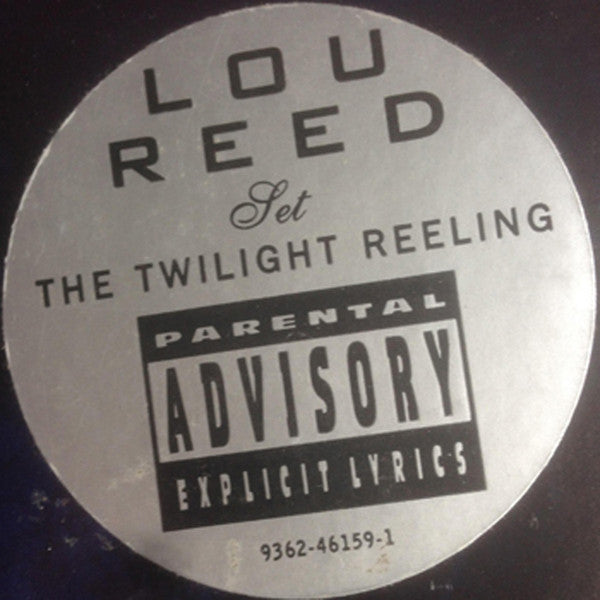 LOU
REED
Set
THE TWILIGHT REELING
PARENTAL
ADVISORY
EXPLICIT LYRICS
9362-46159-1